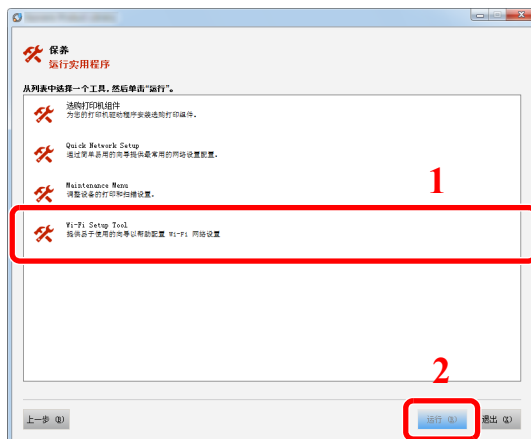 保养
运行实用程序
从列表中选择一个工具，然后单击“运行”。
选购打印机组件
为您的打印机驱动程序安装选购打印组件。
Quick Network Setup
通过简单易用的向导提供最常用的网络设置配置。
Maintenance Menu
调整设备的打印和扫描设置。
1
Wi-Fi Setup Tool
提供易于使用的向导以帮助配置 Wi-Fi 网络设置
2
上一步 (B) 运行 (R) 退出 (X)